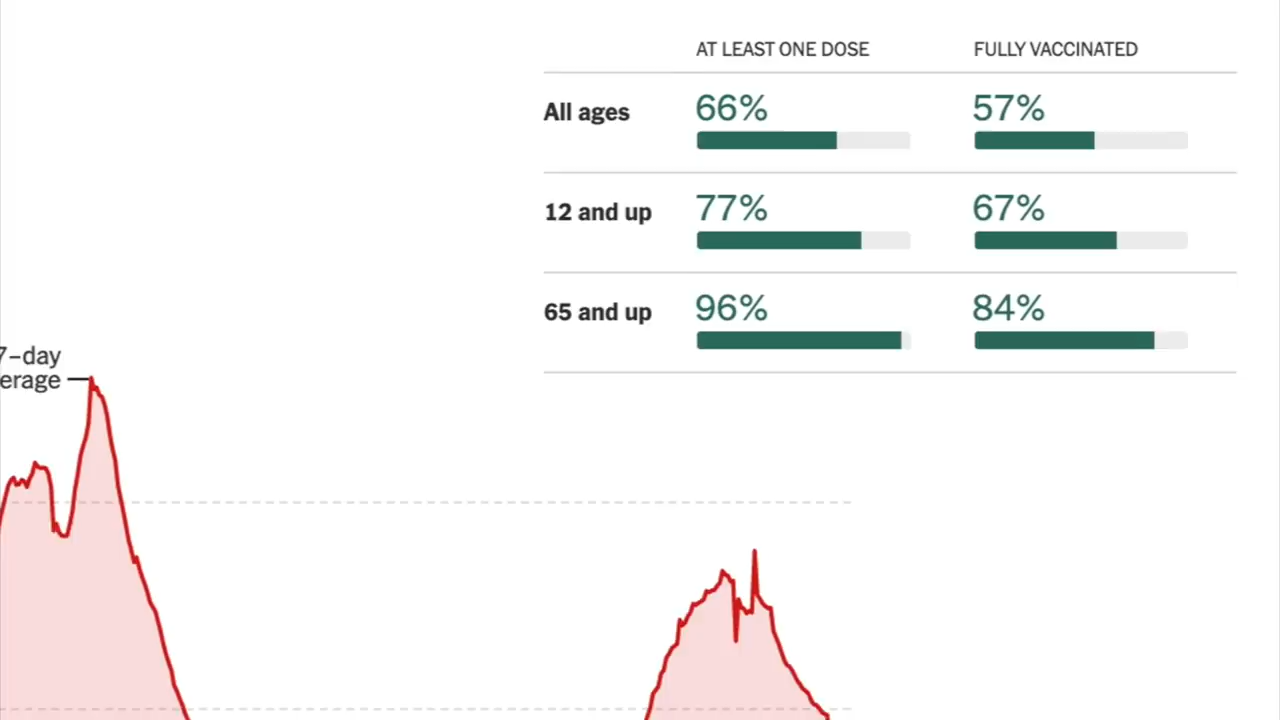 AT LEAST ONE DOSE FULLY VACCINATED
All ages 66% 57%
12 and up 77% 67%
65 and up 96% 84%
7–day
erage